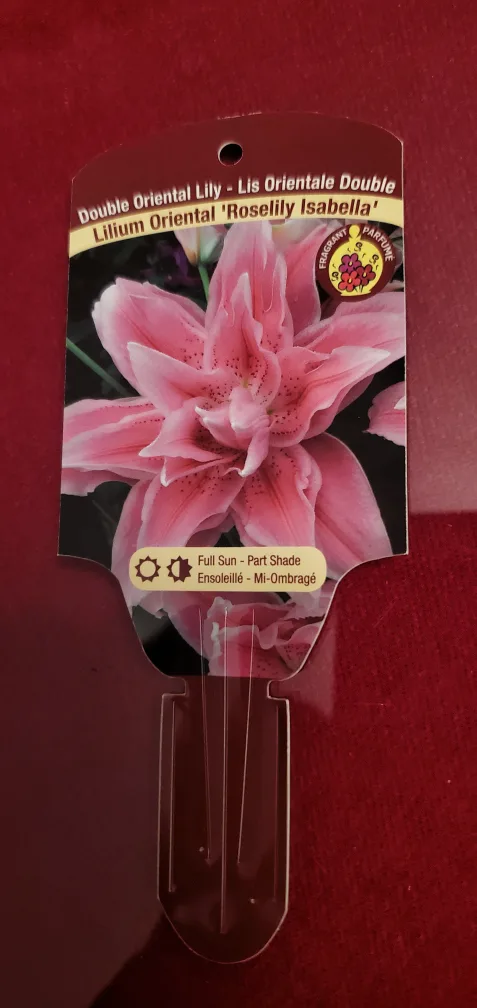 Double Oriental Lily - Lis Orientale Double
Lilium Oriental 'Roselily Isabella'
FRAGRANT PARFUMÉ
Full Sun - Part Shade
Ensoleillé - Mi-Ombragé